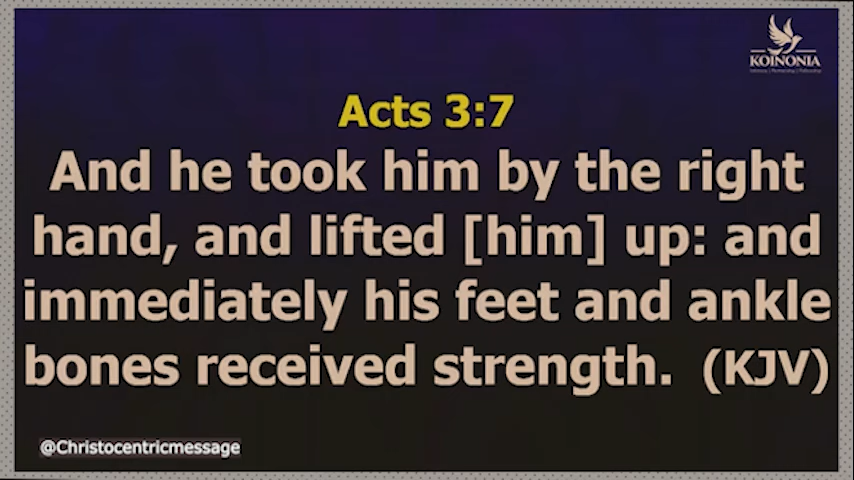 KOINONIA
Acts 3:7
And he took him by the right
hand, and lifted [him] up: and
immediately his feet and ankle
bones received strength. (KJV)
@Christocentricmessage